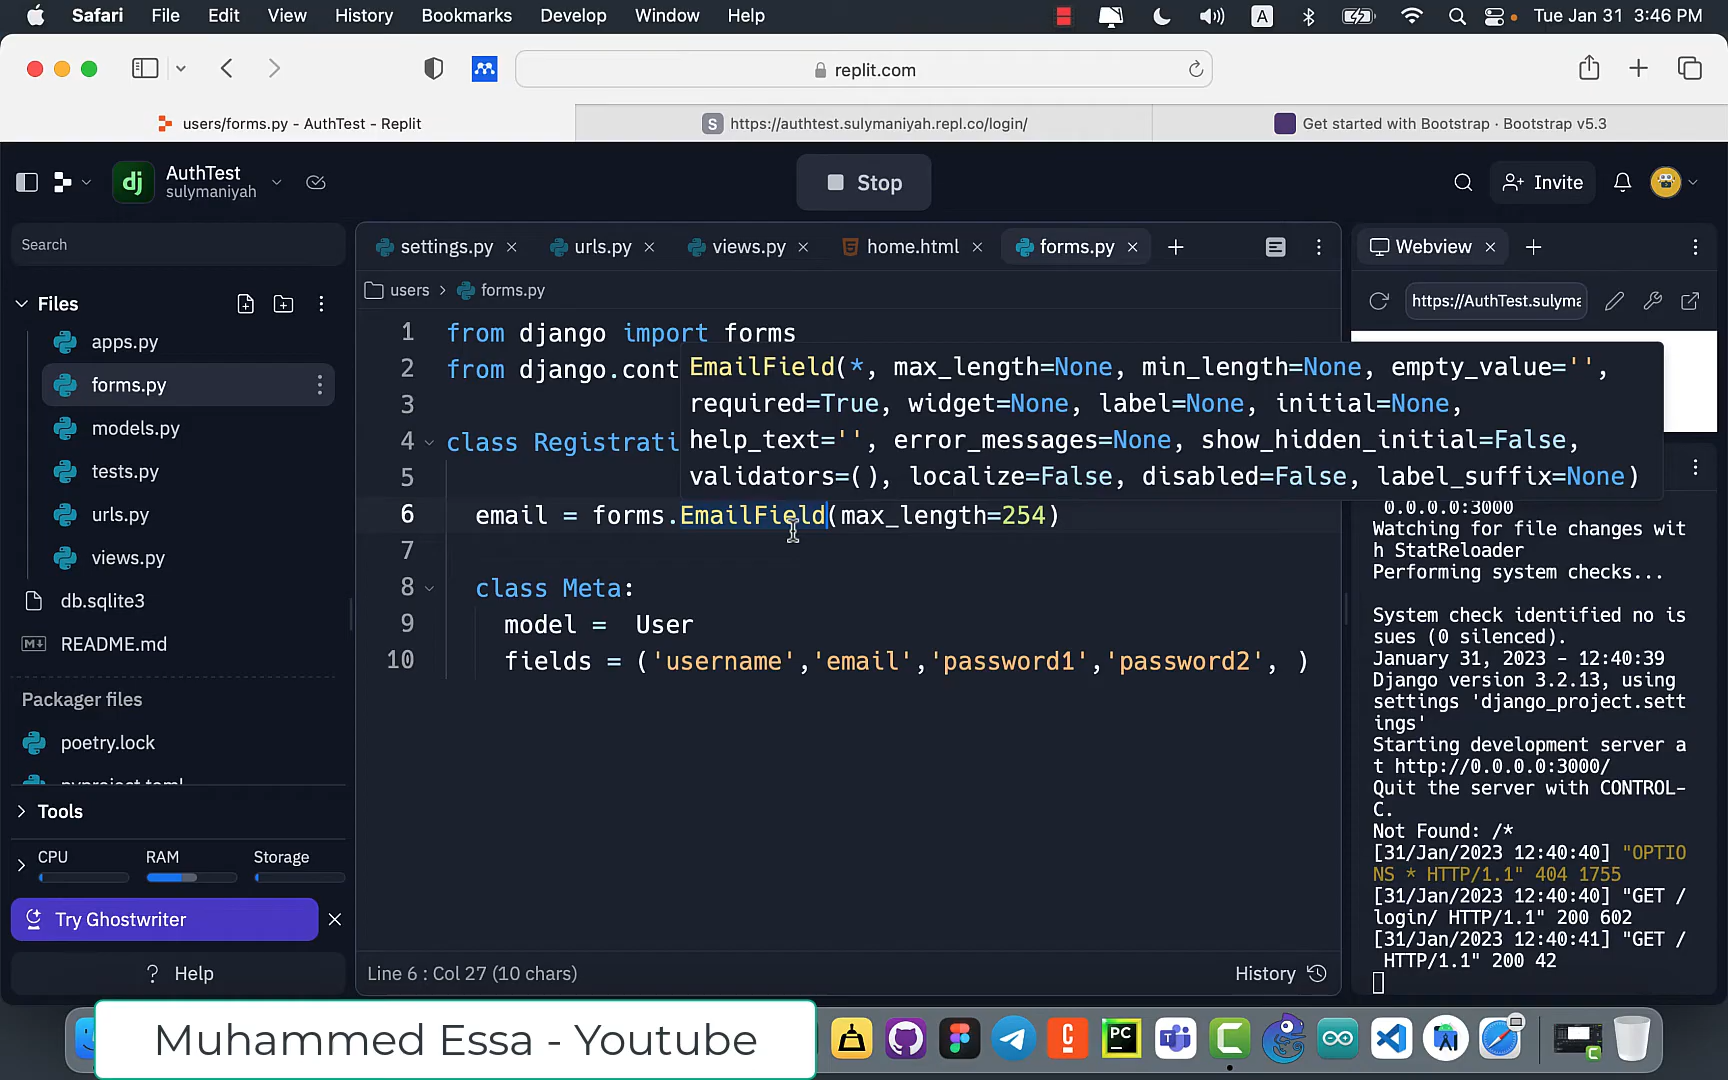 Safari File Edit View History Bookmarks Develop Window Help A Tue Jan 31 3:46 PM
replit.com
users/forms.py - AuthTest - Replit
S https://authtest.sulymaniyah.repl.co/login/
Get started with Bootstrap · Bootstrap v5.3
dj AuthTest
sulymaniyah
Stop
Invite
Search
Files
apps.py
forms.py
models.py
tests.py
urls.py
views.py
db.sqlite3
README.md
Packager files
poetry.lock
pyproject.toml
Tools
CPU RAM Storage
Try Ghostwriter
? Help
settings.py urls.py views.py home.html forms.py
users > forms.py
1 from django import forms
2 from django.cont
3
4 class Registrati
5
6 email = forms.EmailField(max_length=254)
7
8 class Meta:
9 model =  User
10 fields = ('username','email','password1','password2', )
EmailField(*, max_length=None, min_length=None, empty_value='',
required=True, widget=None, label=None, initial=None,
help_text='', error_messages=None, show_hidden_initial=False,
validators=(), localize=False, disabled=False, label_suffix=None)
Line 6 : Col 27 (10 chars)
History
Webview
https://AuthTest.sulyma
0.0.0.0:3000
Watching for file changes wit
h StatReloader
Performing system checks...
System check identified no is
sues (0 silenced).
January 31, 2023 - 12:40:39
Django version 3.2.13, using
settings 'django_project.sett
ings'
Starting development server a
t http://0.0.0.0:3000/
Quit the server with CONTROL-
C.
Not Found: /*
[31/Jan/2023 12:40:40] "OPTIO
NS * HTTP/1.1" 404 1755
[31/Jan/2023 12:40:40] "GET /
login/ HTTP/1.1" 200 602
[31/Jan/2023 12:40:41] "GET /
HTTP/1.1" 200 42
Muhammed Essa - Youtube
PC